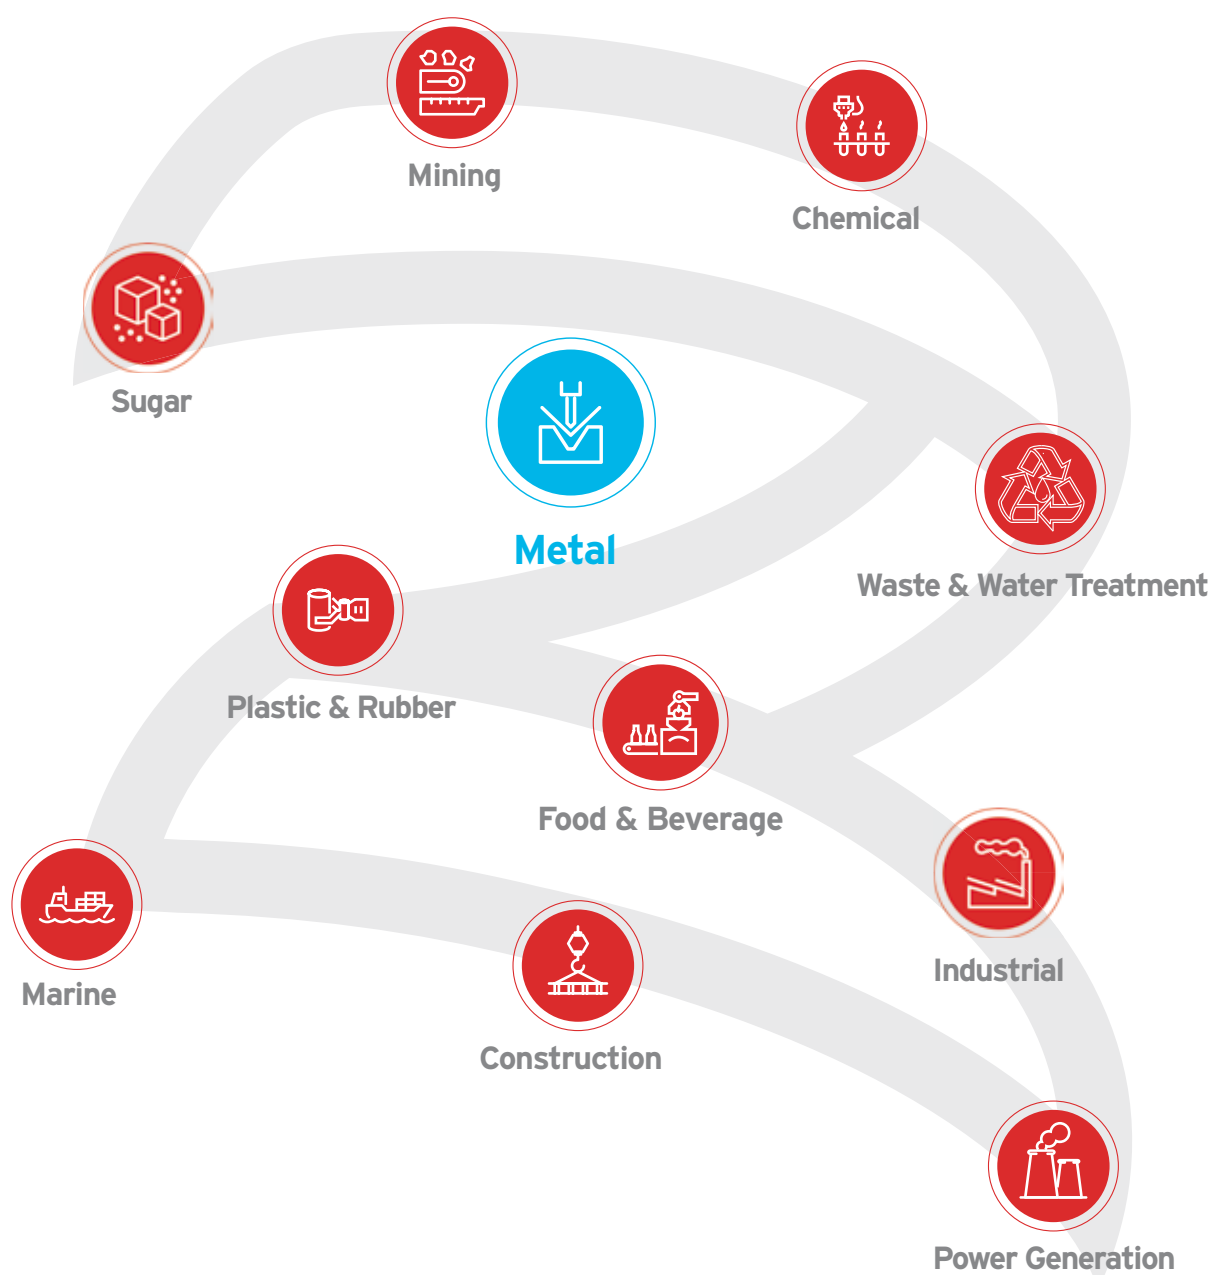 Mining
Chemical
Sugar
Metal
Waste & Water Treatment
Plastic & Rubber
Food & Beverage
Industrial
Marine
Construction
Power Generation